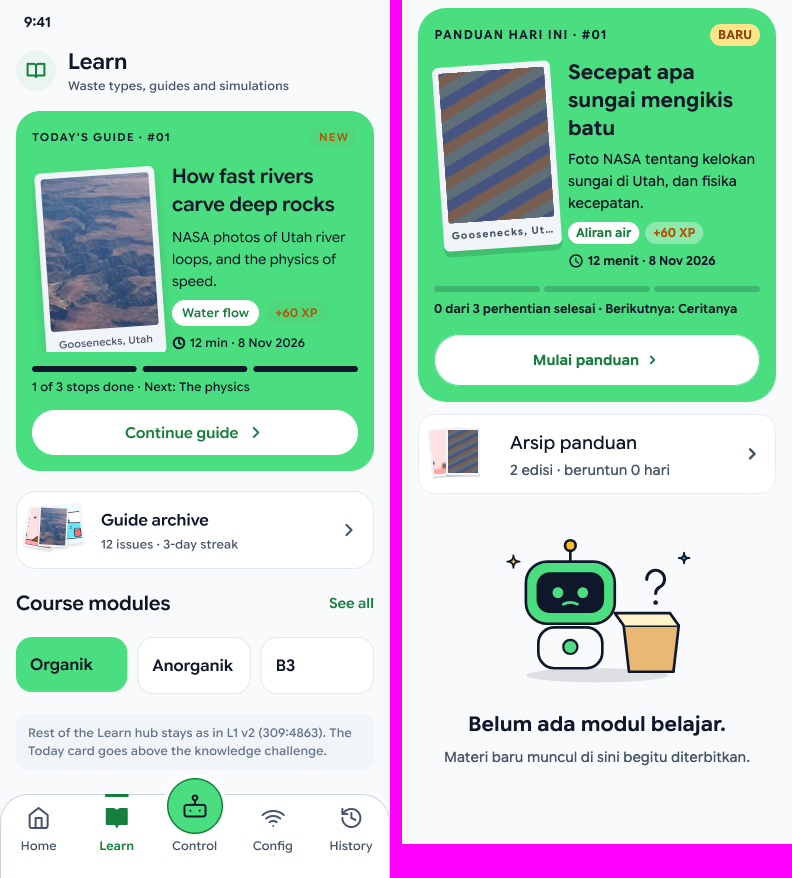 9:41
Learn
Waste types, guides and simulations
TODAY'S GUIDE · #01
NEW
How fast rivers
carve deep rocks
NASA photos of Utah river
loops, and the physics of
speed.
Goosenecks, Utah
Water flow
+60 XP
12 min · 8 Nov 2026
1 of 3 stops done · Next: The physics
Continue guide
Guide archive
12 issues · 3-day streak
Course modules
See all
Organik
Anorganik
B3
Rest of the Learn hub stays as in L1 v2 (309:4863). The
Today card goes above the knowledge challenge.
Home
Learn
Control
Config
History
PANDUAN HARI INI · #01
BARU
Secepat apa
sungai mengikis
batu
Foto NASA tentang kelokan
sungai di Utah, dan fisika
kecepatan.
Goosenecks, Ut…
Aliran air
+60 XP
12 menit · 8 Nov 2026
0 dari 3 perhentian selesai · Berikutnya: Ceritanya
Mulai panduan
Arsip panduan
2 edisi · beruntun 0 hari
?
Belum ada modul belajar.
Materi baru muncul di sini begitu diterbitkan.